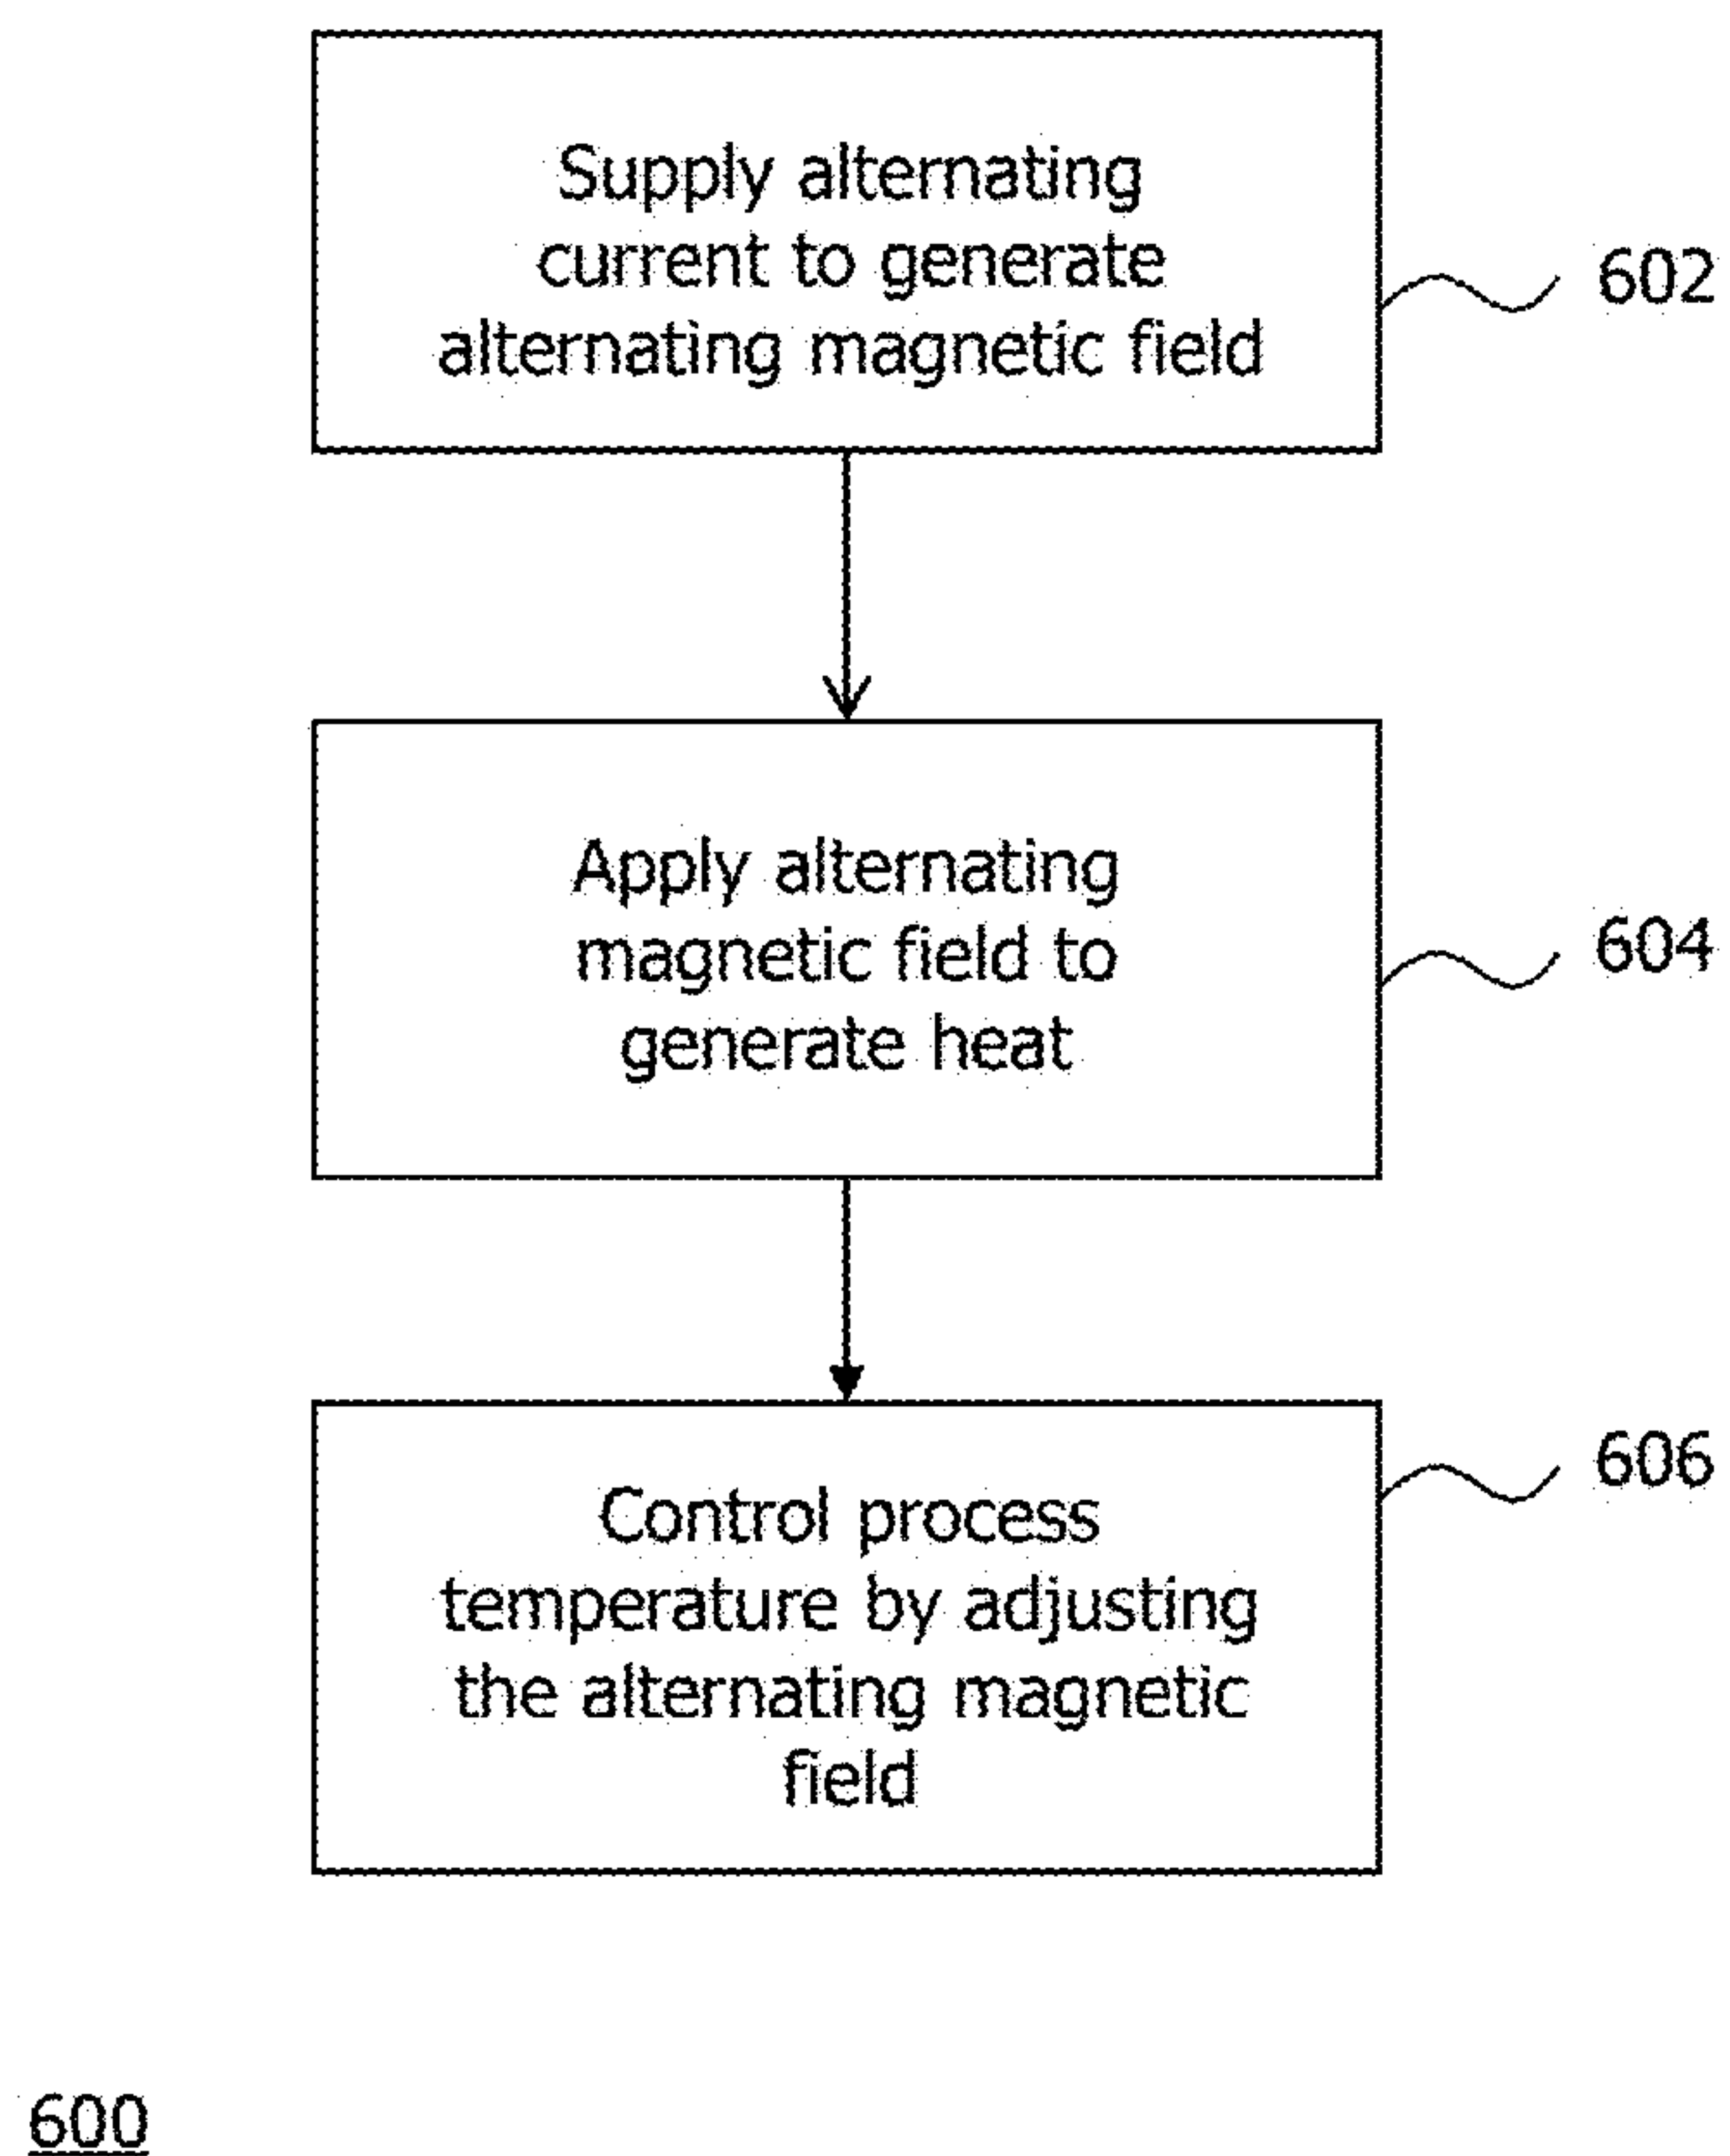 Supply alternating
current to generate
alternating magnetic field
602
Apply alternating
magnetic field to
generate heat
604
Control process
temperature by adjusting
the alternating magnetic
field
606
600